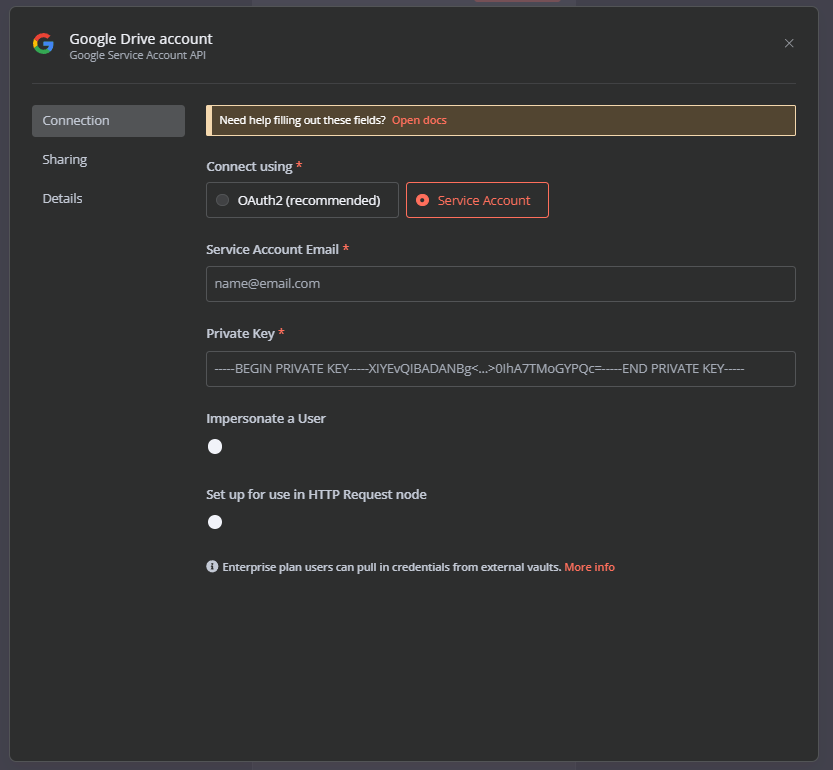 Google Drive account
Google Service Account API
Connection
Sharing
Details
Need help filling out these fields? Open docs
Connect using *
OAuth2 (recommended)
Service Account
Service Account Email *
name@email.com
Private Key *
-----BEGIN PRIVATE KEY-----XIYEvQIBADANBg<...>0IhA7TMoGYPQc=-----END PRIVATE KEY-----
Impersonate a User
Set up for use in HTTP Request node
Enterprise plan users can pull in credentials from external vaults. More info